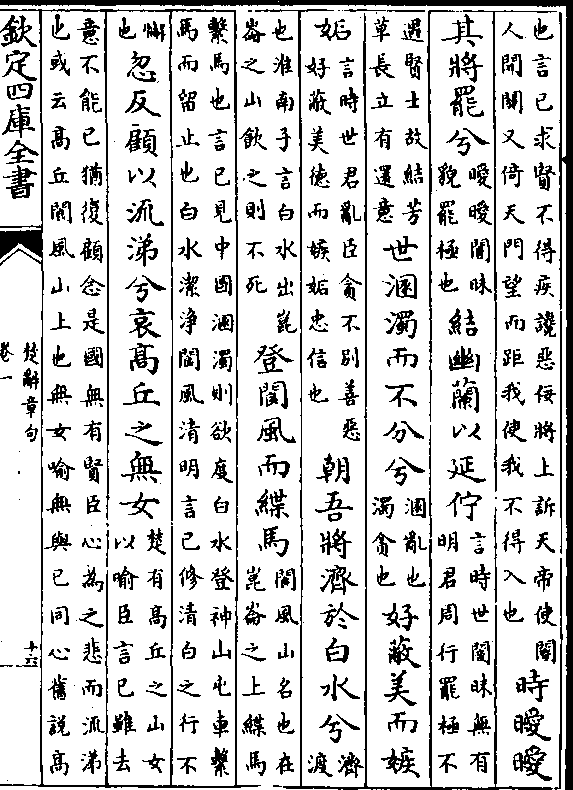 也言已求賢不得疾讒惡佞將上訴天帝使閽
人開關又倚天門望而距我使我不得入也
時曖曖
其將罷兮
曖曖闇昧
貌罷極也
結幽蘭以延佇
言時世闇昧無有
明君周行罷極不
遇賢士故結芳
草長立有還意
世溷濁而不分兮
溷亂也
濁貪也
好蔽美而嫉
妬
言時世君亂臣貪不別善惡
好蔽美德而嫉妬忠信也
朝吾將濟於白水兮
濟
渡
也淮南子言白水出崑
崙之山飲之則不死
登閬風而緤馬
閬風山名也在
崑崙之上緤馬
繫馬也言已見中國溷濁則欲度白水登神山屯車繫
馬而留止也白水潔淨閬風清明言已修清白之行不
懈
也
忽反顧以流涕兮哀高丘之無女
楚有高丘之山女
以喻臣言已雖去
意不能已猶復顧念是國無有賢臣心為之悲而流涕
也或云高丘閬風山上也無女喻無與已同心舊說高
欽定四庫全書
楚辭章句
卷一
十六